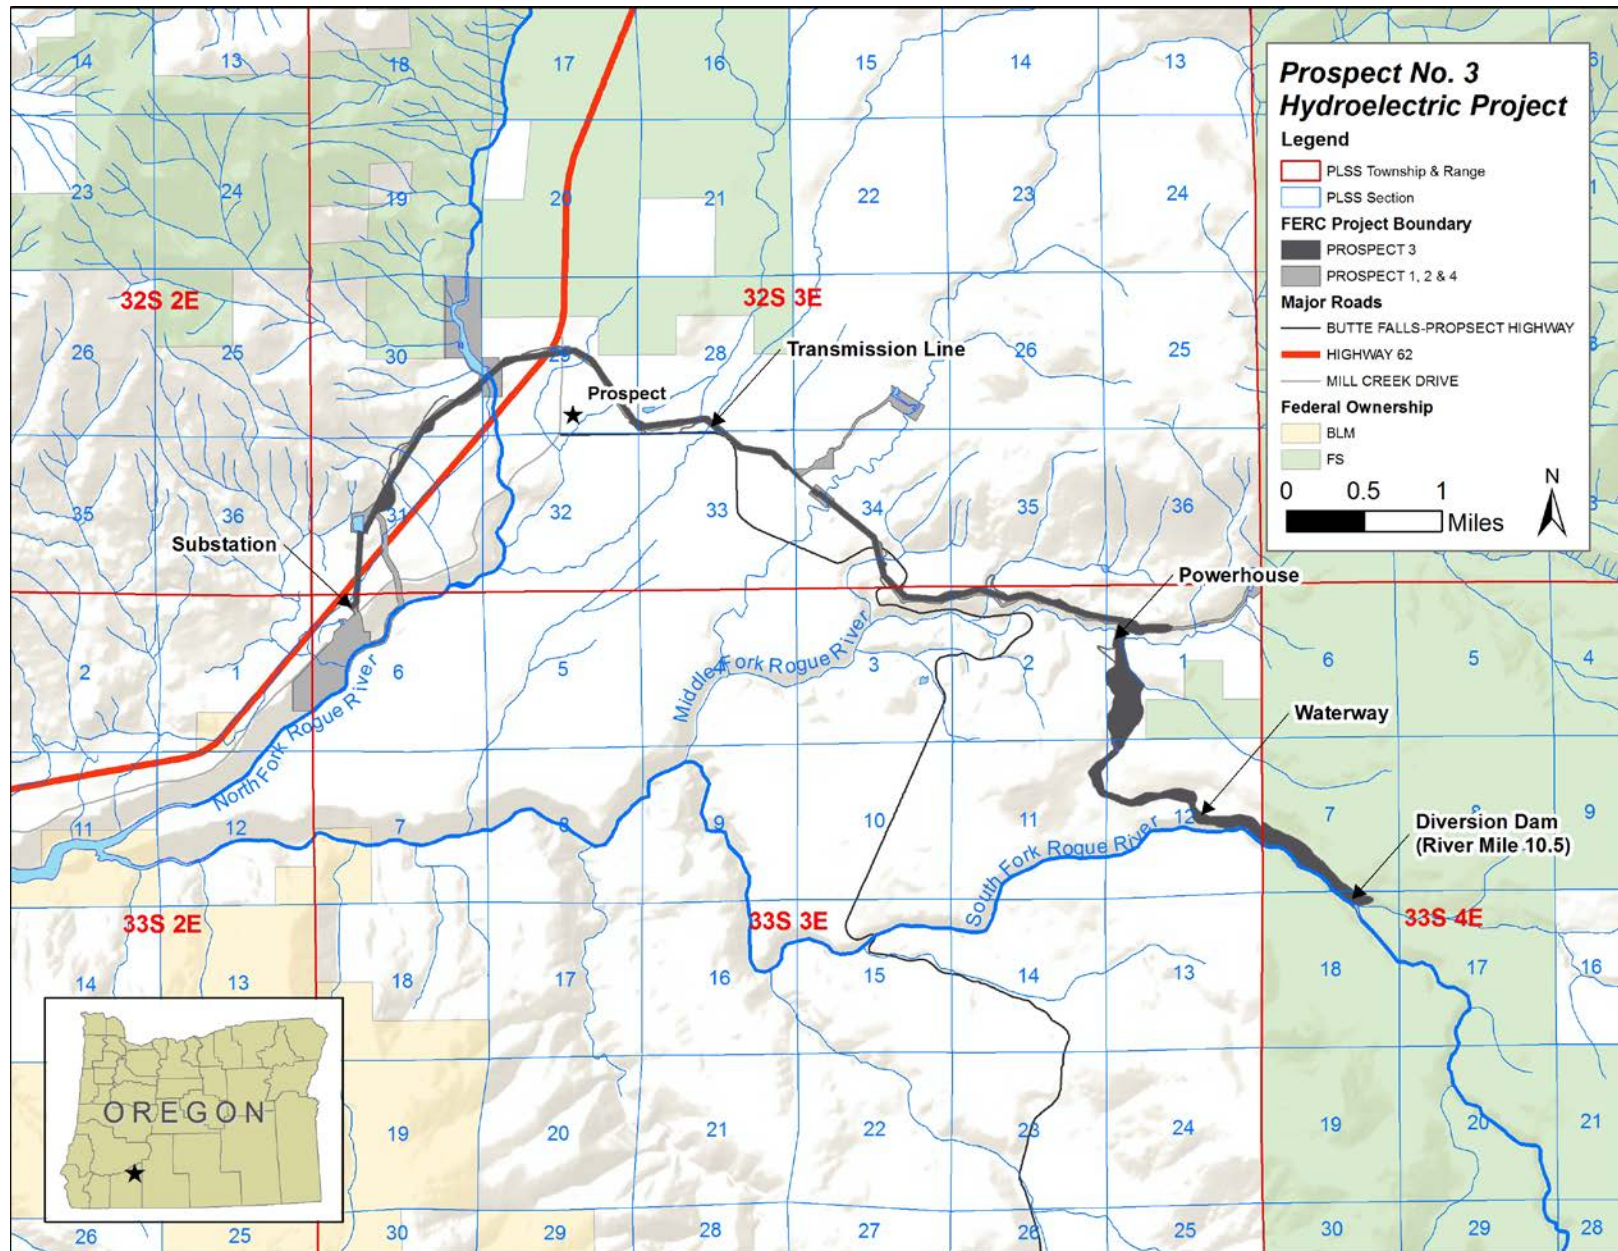 Prospect No. 3
Hydroelectric Project
Legend
PLSS Township & Range
PLSS Section
FERC Project Boundary
PROSPECT 3
PROSPECT 1, 2 & 4
Major Roads
BUTTE FALLS-PROPSECT HIGHWAY
HIGHWAY 62
MILL CREEK DRIVE
Federal Ownership
BLM
FS
0 0.5 1
Miles
N
14 13 18 17 16 15 14 13
23 24 19 20 21 22 23 24
32S 2E 32S 3E
26 25 30 29 28 26 25
Transmission Line
Prospect
35 36 31 32 33 34 35 36
Substation
Powerhouse
2 1 6 5 4 3 2 1 6 5 4
Middle Fork Rogue River
North Fork Rogue River
Waterway
11 12 7 8 9 10 11 12 7 8 9
South Fork Rogue River
Diversion Dam
(River Mile 10.5)
33S 2E 33S 3E 33S 4E
14 13 18 17 16 15 14 13 18 17 16
OREGON
19 20 21 22 23 24 19 20 21
26 25 30 29 28 27 26 25 30 29 28